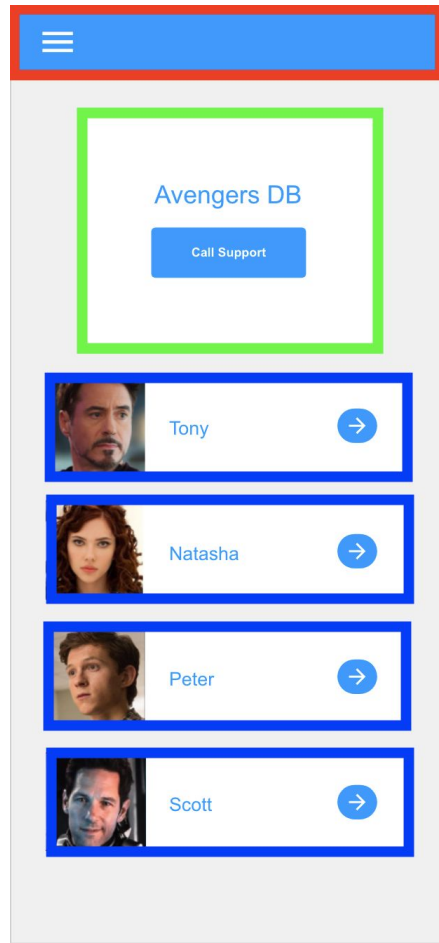 Avengers DB
Call Support
Tony
Natasha
Peter
Scott